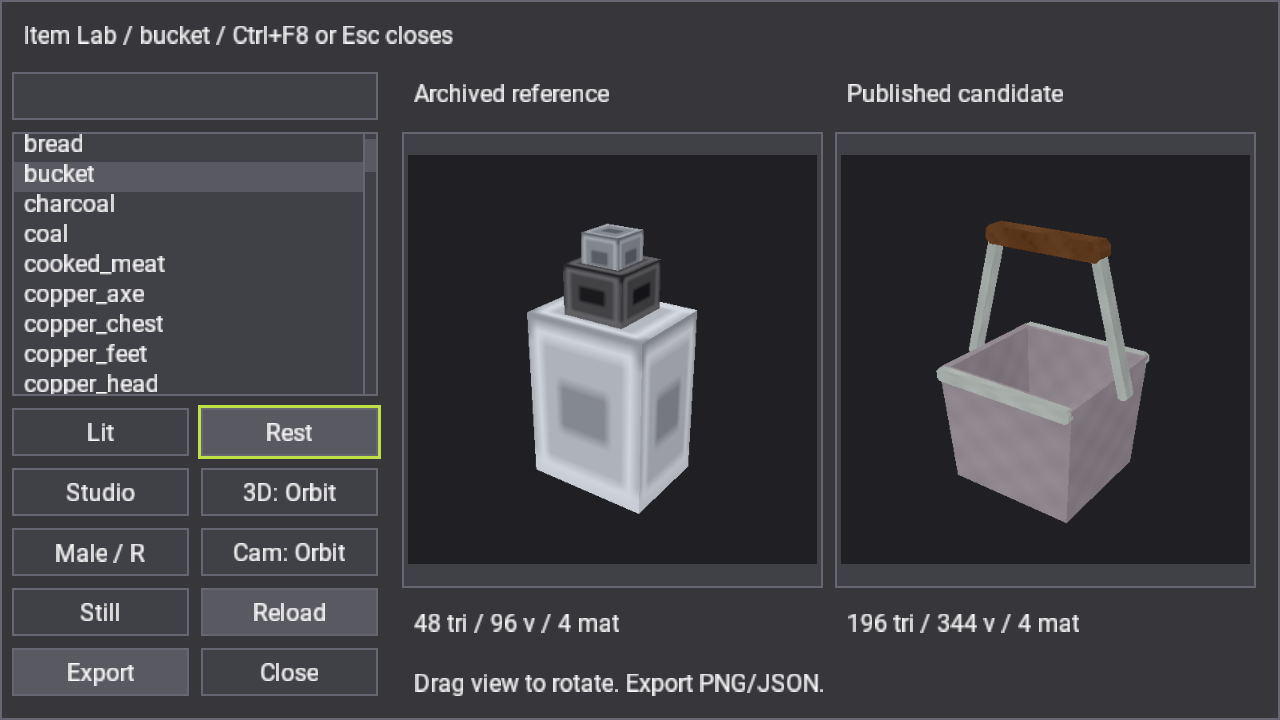 Item Lab / bucket / Ctrl+F8 or Esc closes
bread
bucket
charcoal
coal
cooked_meat
copper_axe
copper_chest
copper_feet
copper_head
Lit
Rest
Studio
3D: Orbit
Male / R
Cam: Orbit
Still
Reload
Export
Close
Archived reference
Published candidate
48 tri / 96 v / 4 mat
196 tri / 344 v / 4 mat
Drag view to rotate. Export PNG/JSON.